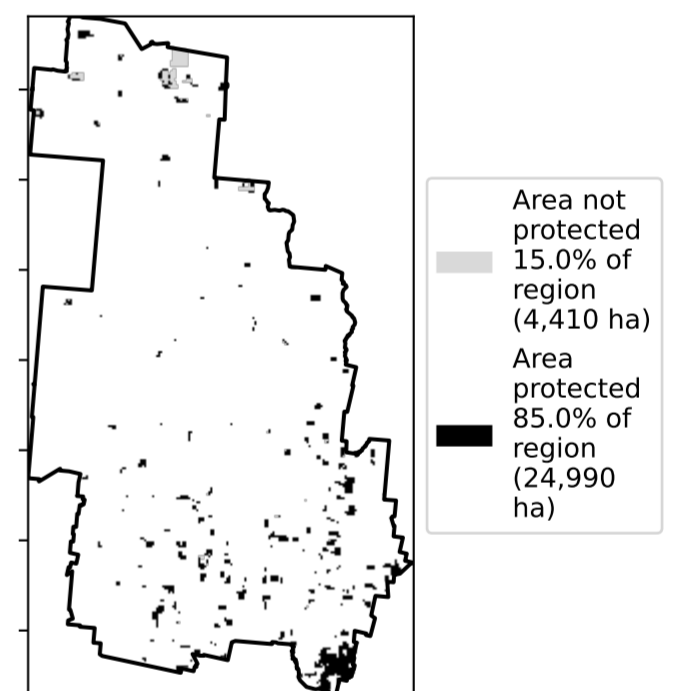 Area not
protected
15.0% of
region
(4,410 ha)
Area
protected
85.0% of
region
(24,990
ha)